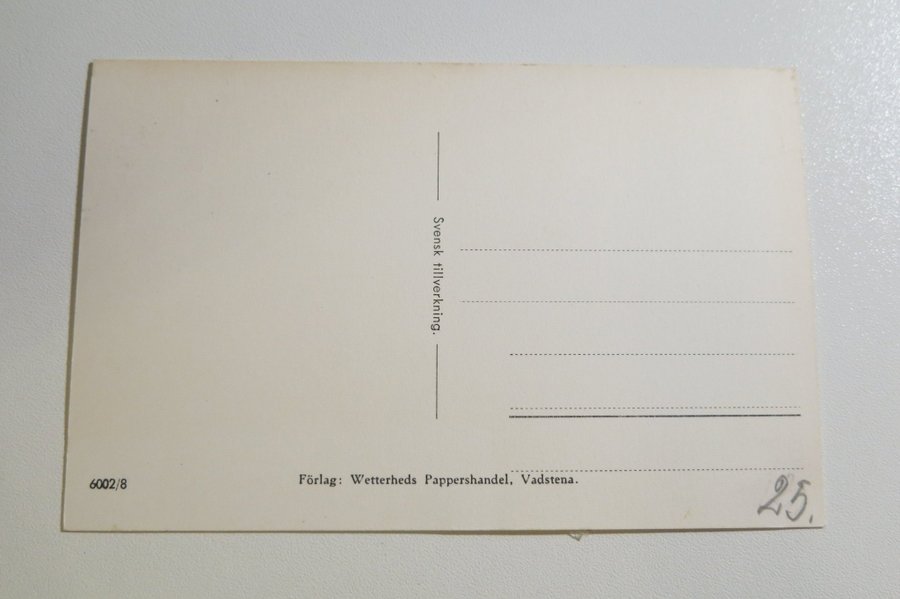 Svensk tillverkning.
6002/8
Förlag: Wetterheds Pappershandel, Vadstena.
25.